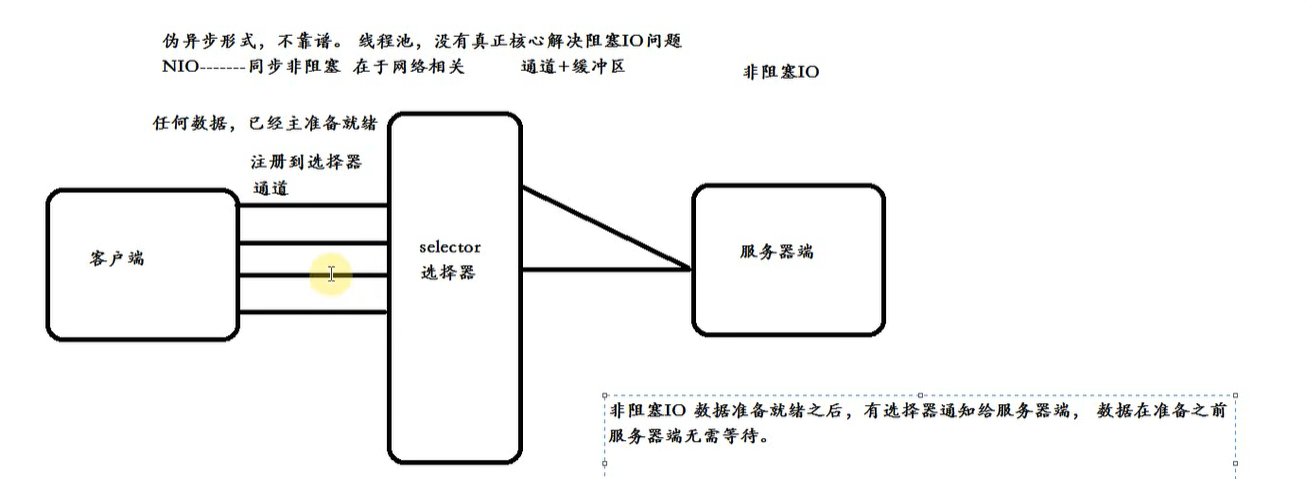 伪异步形式，不靠谱。 线程池，没有真正核心解决阻塞IO问题
NIO-------同步非阻塞 在于网络相关 通道+缓冲区
非阻塞IO
任何数据，已经主准备就绪
注册到选择器
通道
客户端
selector
选择器
服务器端
非阻塞IO 数据准备就绪之后，有选择器通知给服务器端， 数据在准备之前
服务器端无需等待。